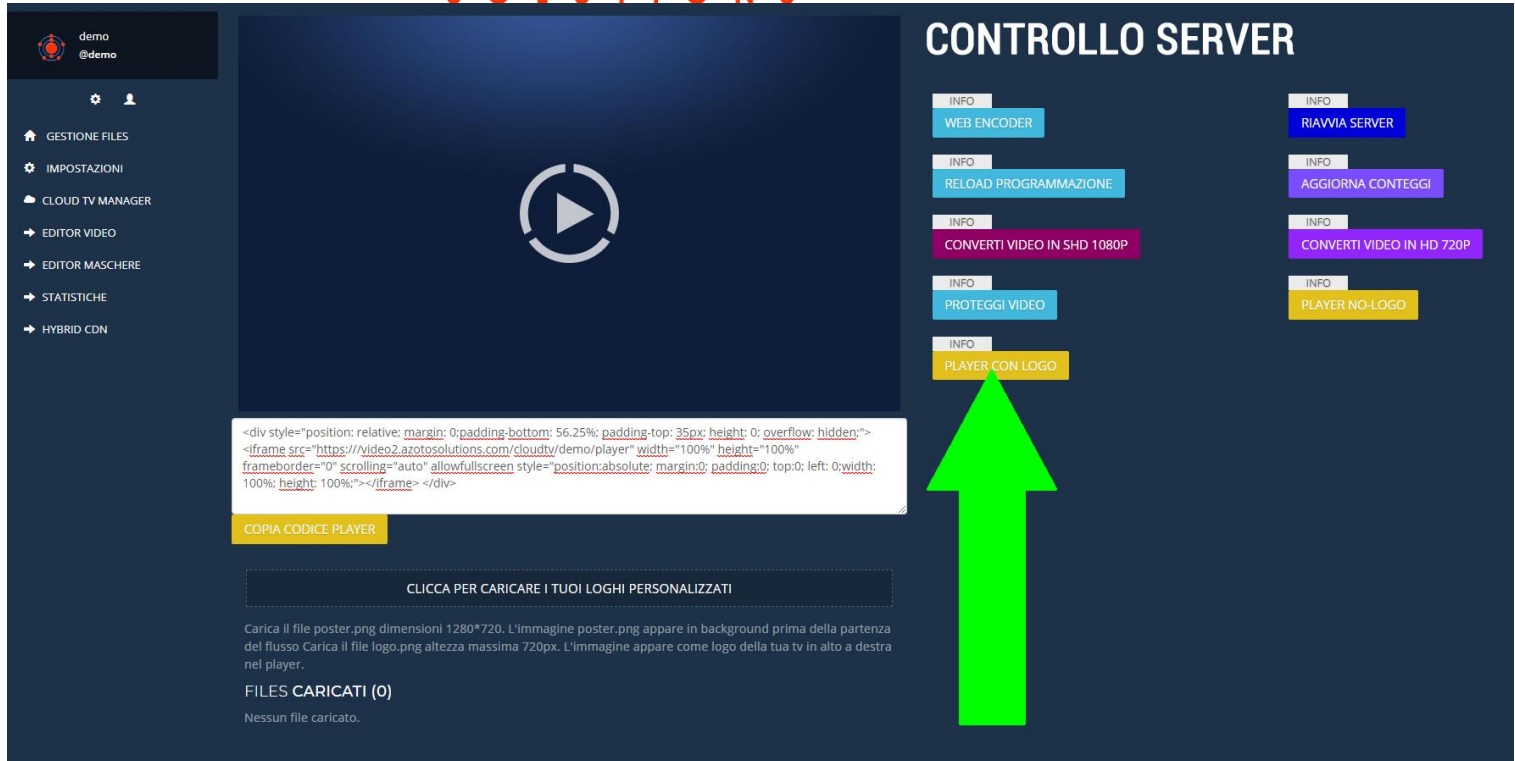 demo
@demo
GESTIONE FILES
IMPOSTAZIONI
CLOUD TV MANAGER
EDITOR VIDEO
EDITOR MASCHERE
STATISTICHE
HYBRID CDN
<div style="position: relative; margin: 0;padding-bottom: 56.25%; padding-top: 35px; height: 0; overflow: hidden;">
<iframe src="https:///video2.azotosolutions.com/cloudtv/demo/player" width="100%" height="100%"
frameborder="0" scrolling="auto" allowfullscreen style="position:absolute; margin:0; padding:0; top:0; left: 0;width:
100%; height: 100%;"></iframe> </div>
COPIA CODICE PLAYER
CLICCA PER CARICARE I TUOI LOGHI PERSONALIZZATI
Carica il file poster.png dimensioni 1280*720. L'immagine poster.png appare in background prima della partenza
del flusso Carica il file logo.png altezza massima 720px. L'immagine appare come logo della tua tv in alto a destra
nel player.
FILES CARICATI (0)
Nessun file caricato.
CONTROLLO SERVER
INFO
WEB ENCODER
INFO
RIAVVIA SERVER
INFO
RELOAD PROGRAMMAZIONE
INFO
AGGIORNA CONTEGGI
INFO
CONVERTI VIDEO IN SHD 1080P
INFO
CONVERTI VIDEO IN HD 720P
INFO
PROTEGGI VIDEO
INFO
PLAYER NO-LOGO
INFO
PLAYER CON LOGO